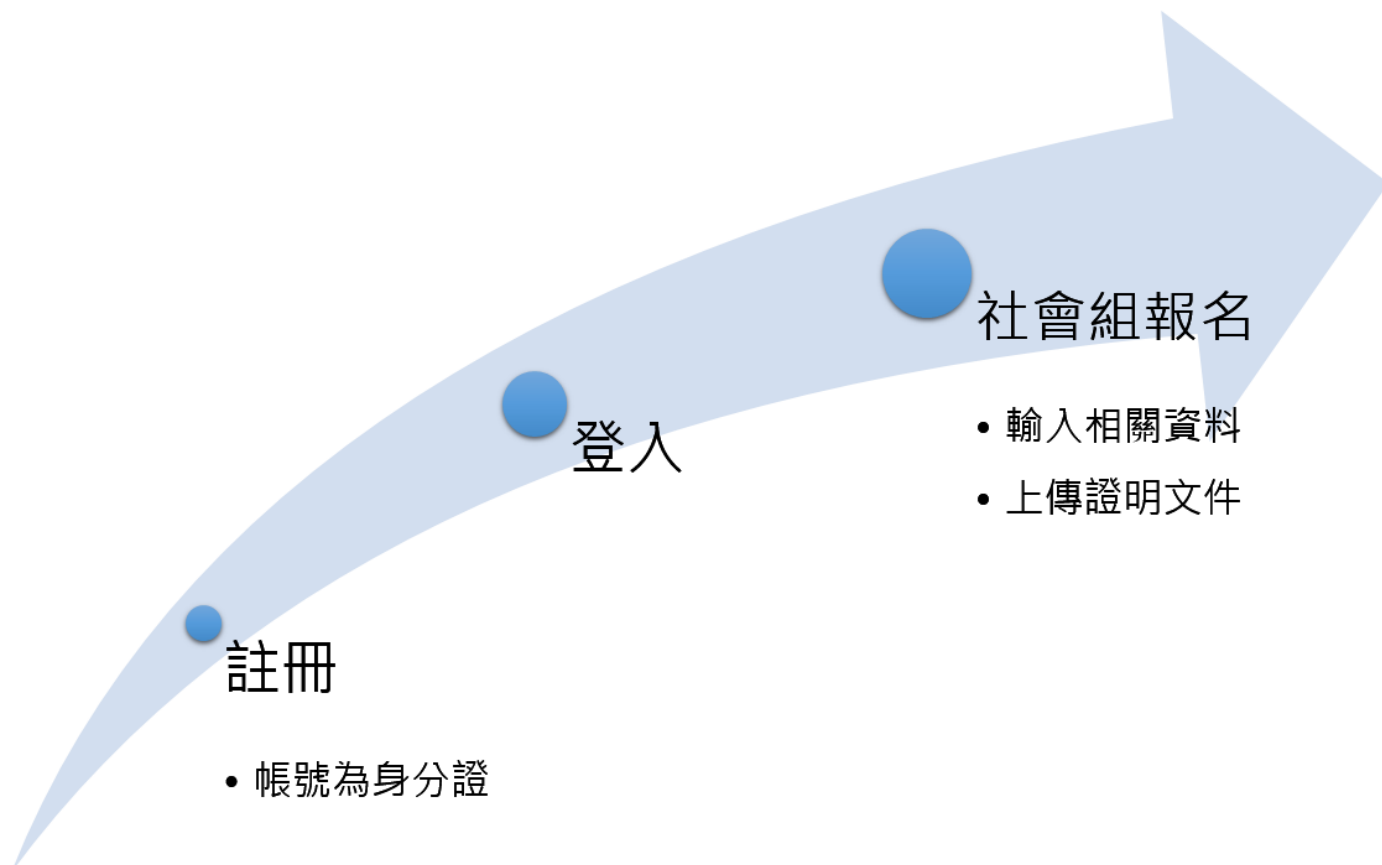 註冊
• 帳號為身分證
登入
社會組報名
• 輸入相關資料
• 上傳證明文件